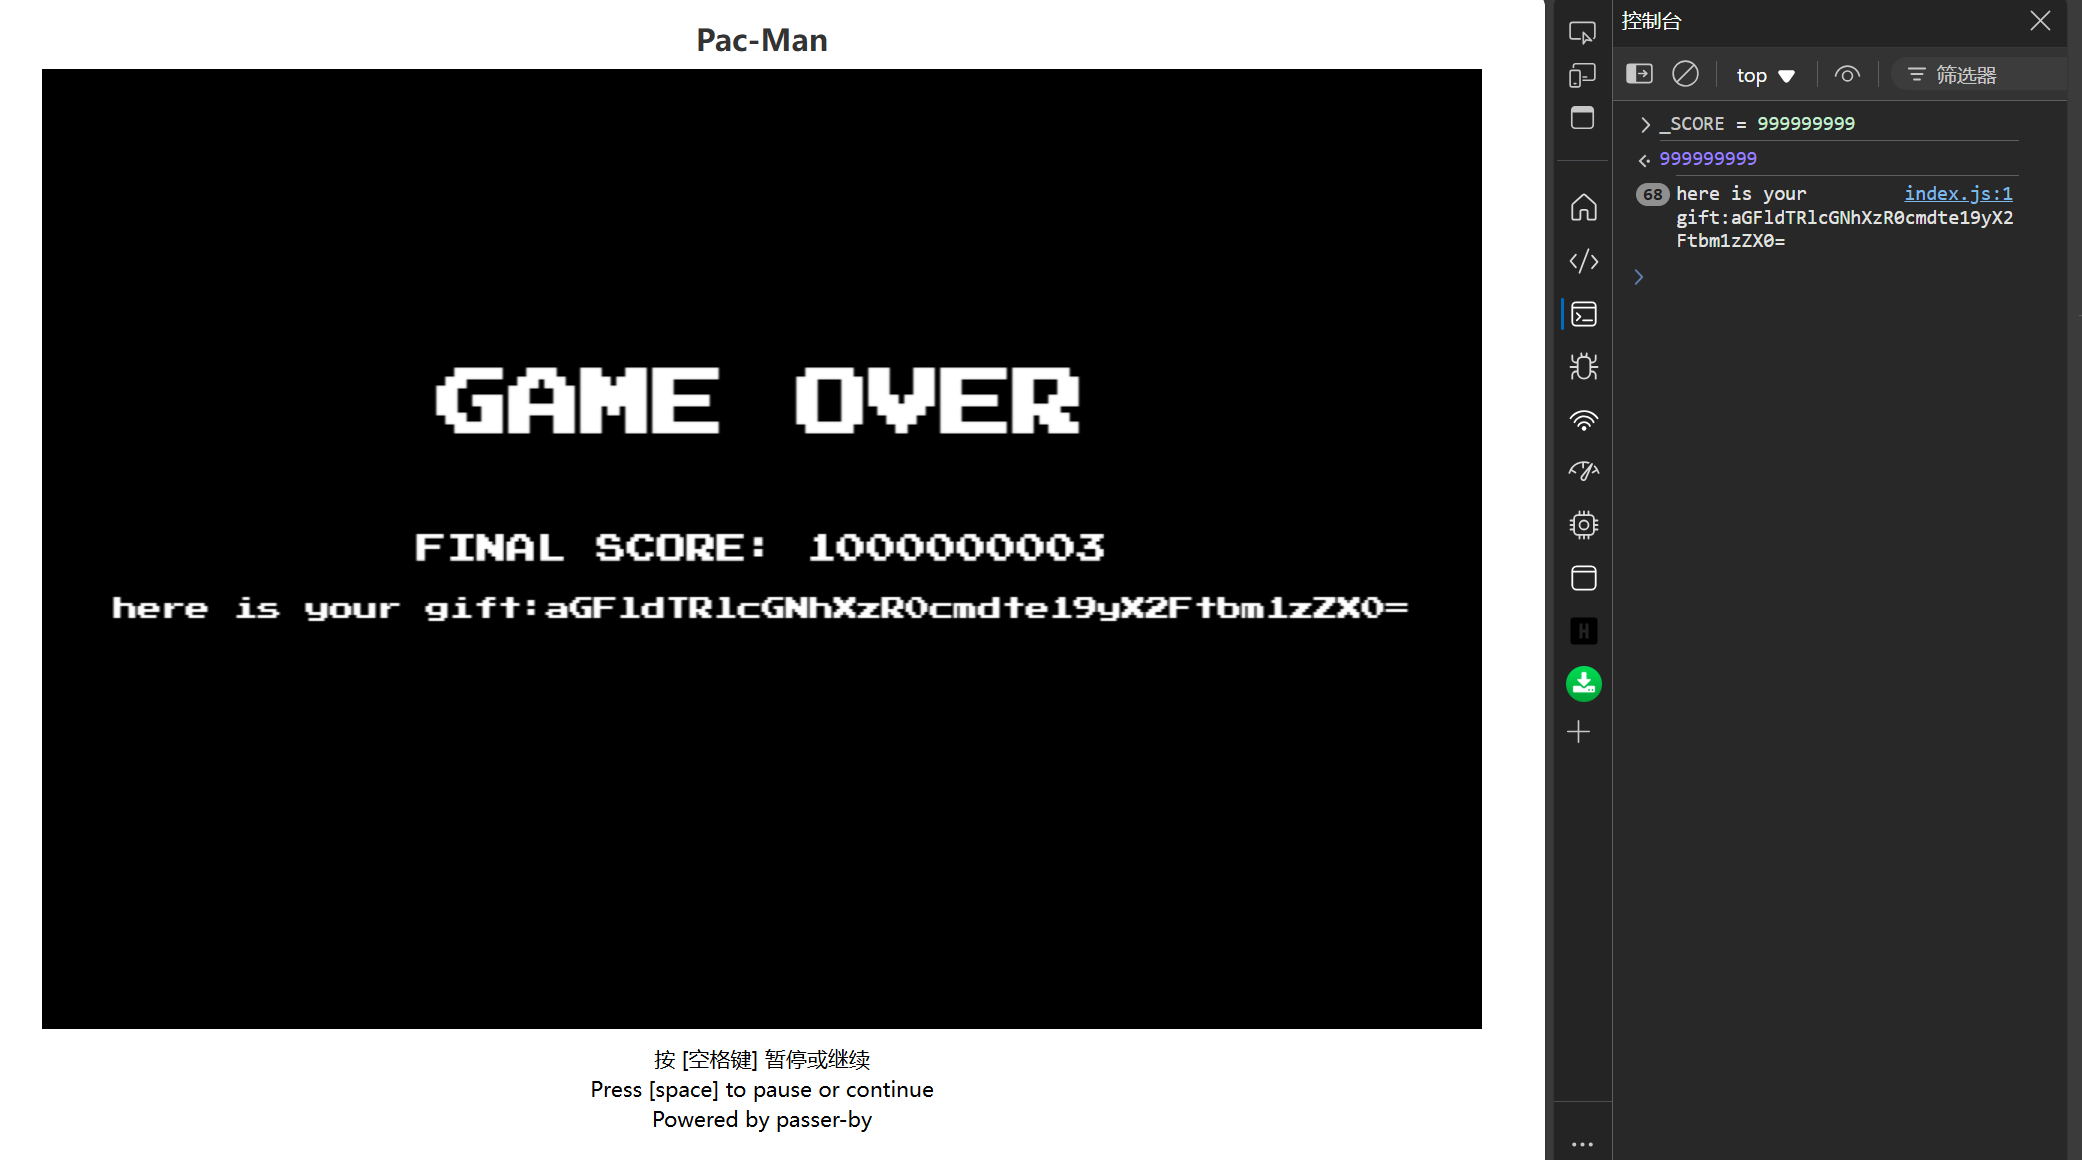 Pac-Man
GAME OVER
FINAL SCORE: 1000000003
here is your gift:aGFldTRlcGNhXzR0cmdte19yX2Ftbm1zZX0=
按 [空格键] 暂停或继续
Press [space] to pause or continue
Powered by passer-by
控制台
top
筛选器
_SCORE = 999999999
999999999
68 here is your index.js:1
gift:aGFldTRlcGNhXzR0cmdte19yX2
Ftbm1zZX0=
H